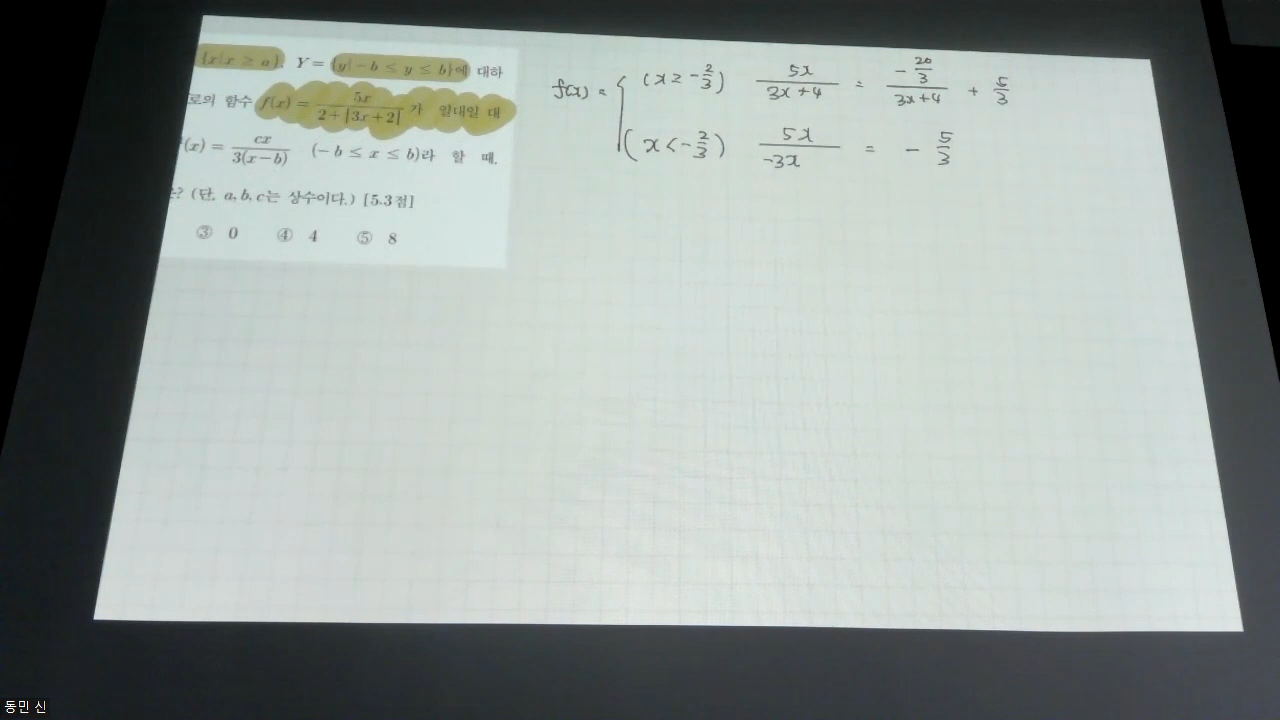 {x|x ≥ a}, Y = {y|−b ≤ y ≤ b}에 대하
로의 함수 f(x) = 5x / (2+|3x+2|) 가 일대일 대
(x) = cx / (3(x−b)) (−b ≤ x ≤ b)라 할 때,
? (단, a, b, c는 상수이다.) [5.3점]
③ 0 ④ 4 ⑤ 8
f(x) = { (x ≥ −2/3) 5x / (3x+4) = (−20/3) / (3x+4) + 5/3
(x < −2/3) 5x / (−3x) = − 5/3
동민 신